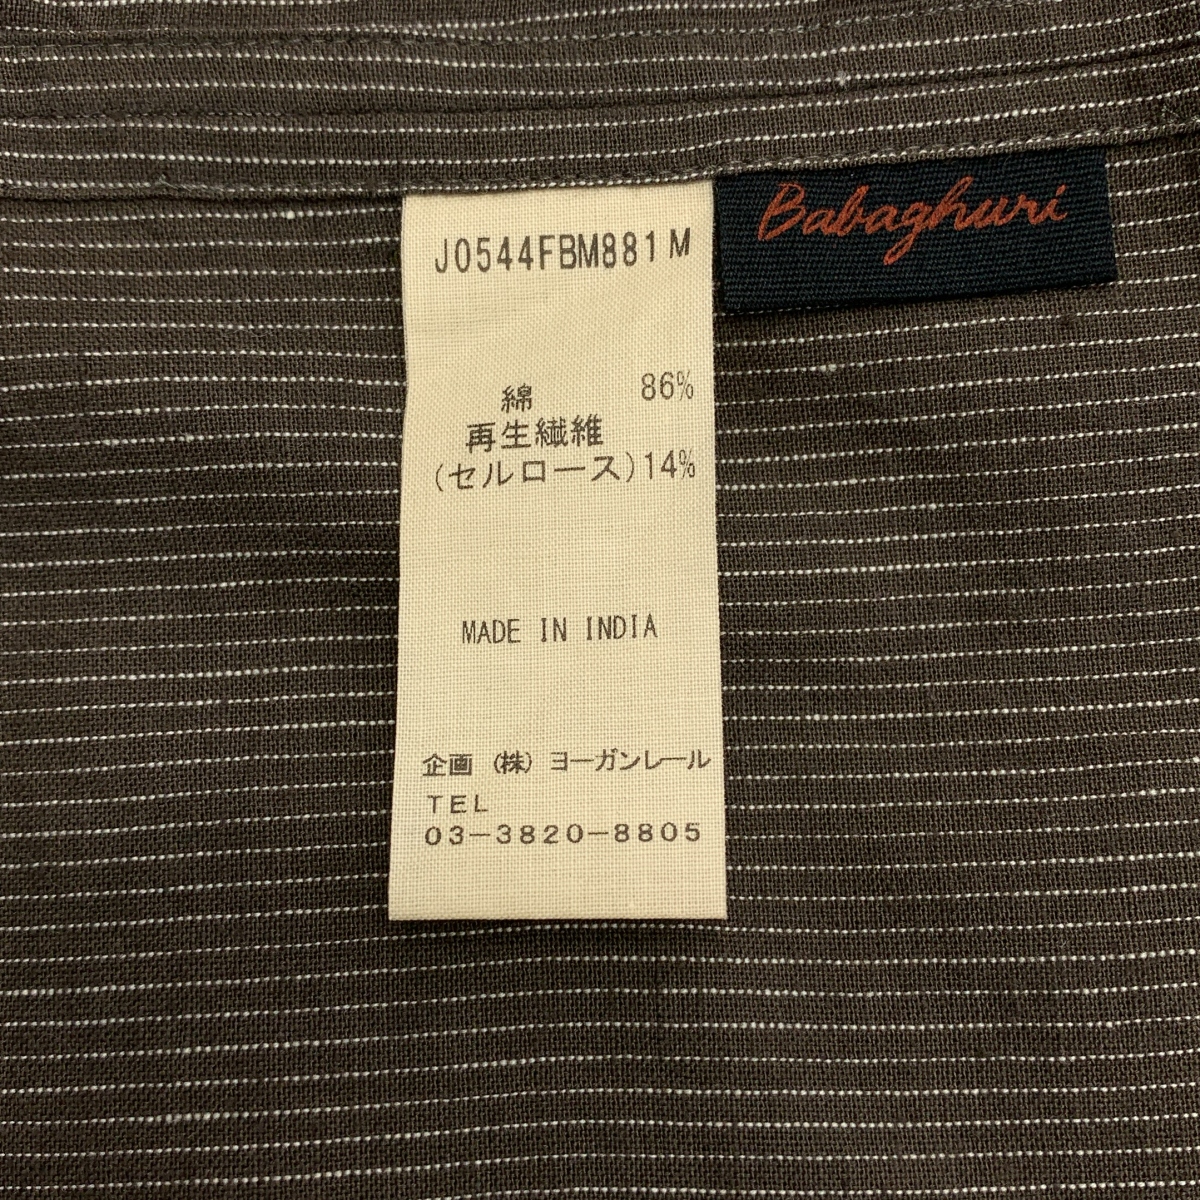 Babaghuri
J0544FBM881 M
綿 86%
再生繊維
(セルロース)14%
MADE IN INDIA
企画 (株) ヨーガンレール
TEL
03-3820-8805